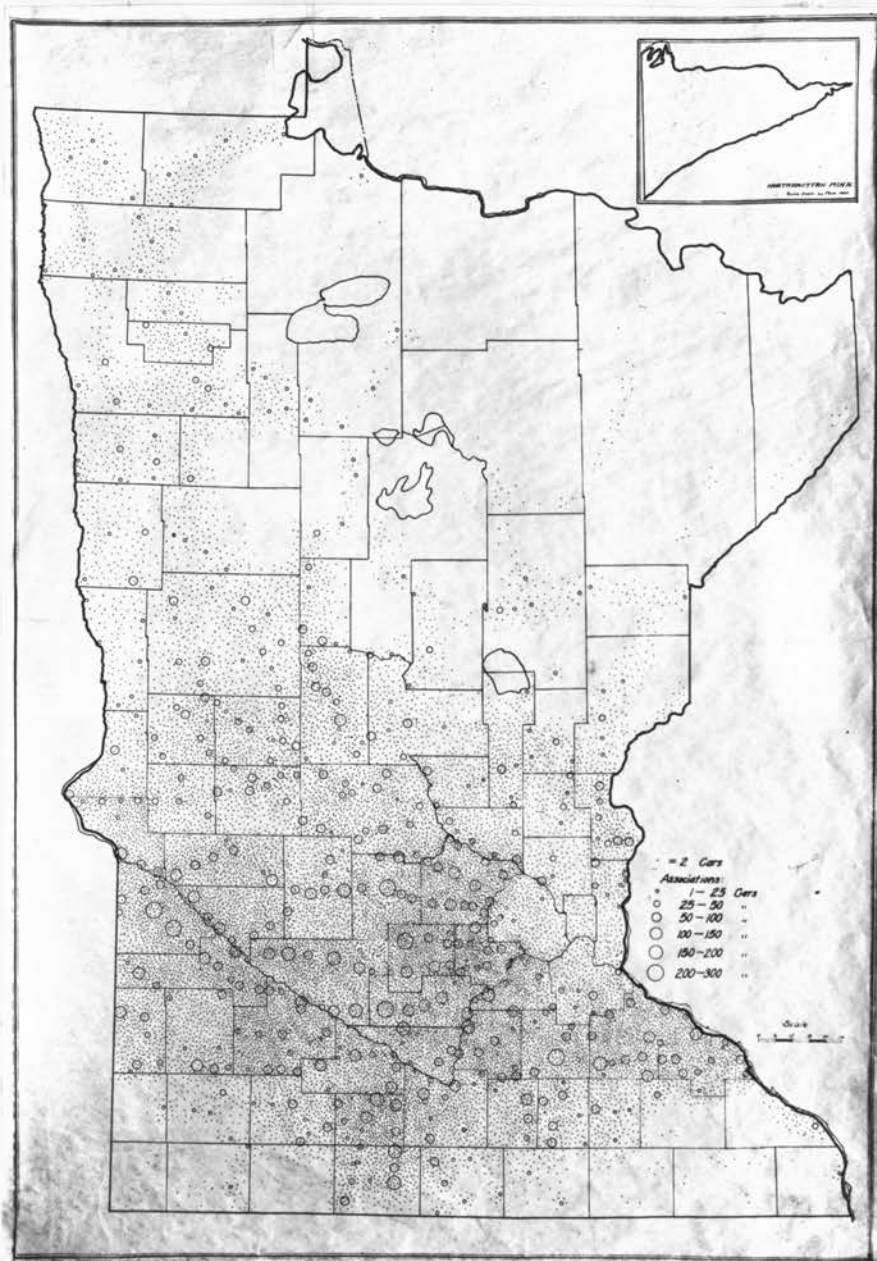 NORTHEASTERN MINN.
· = 2 Cars
Associations:
1 - 25 Cars
25 - 50 "
50 - 100 "
100 - 150 "
150 - 200 "
200 - 300 "
Scale